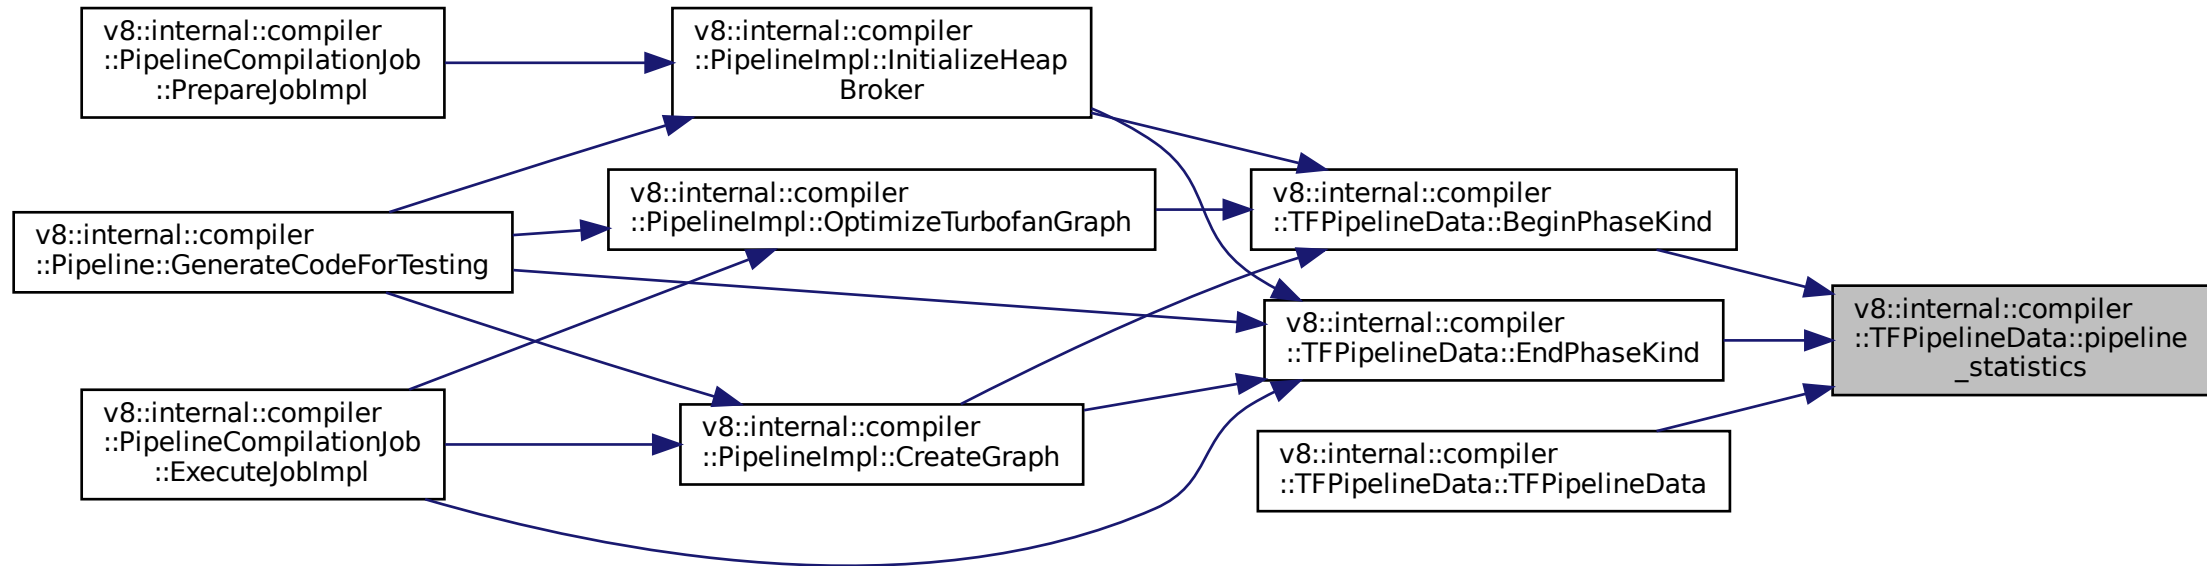 v8::internal::compiler
::PipelineCompilationJob
::PrepareJobImpl
v8::internal::compiler
::PipelineImpl::InitializeHeap
Broker
v8::internal::compiler
::Pipeline::GenerateCodeForTesting
v8::internal::compiler
::PipelineImpl::OptimizeTurbofanGraph
v8::internal::compiler
::TFPipelineData::BeginPhaseKind
v8::internal::compiler
::TFPipelineData::EndPhaseKind
v8::internal::compiler
::TFPipelineData::pipeline
_statistics
v8::internal::compiler
::PipelineCompilationJob
::ExecuteJobImpl
v8::internal::compiler
::PipelineImpl::CreateGraph
v8::internal::compiler
::TFPipelineData::TFPipelineData